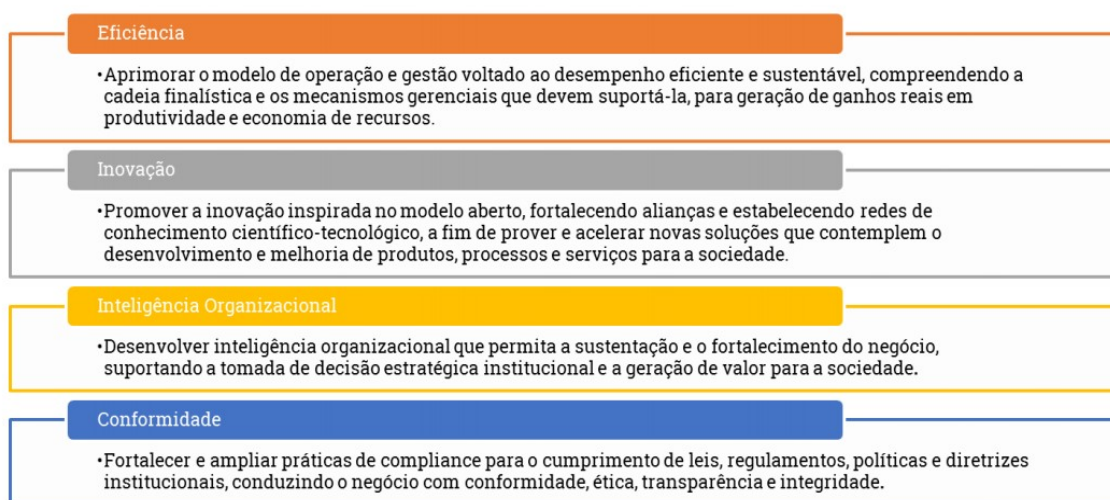 Eficiência
•Aprimorar o modelo de operação e gestão voltado ao desempenho eficiente e sustentável, compreendendo a
cadeia finalística e os mecanismos gerenciais que devem suportá-la, para geração de ganhos reais em
produtividade e economia de recursos.
Inovação
•Promover a inovação inspirada no modelo aberto, fortalecendo alianças e estabelecendo redes de
conhecimento científico-tecnológico, a fim de prover e acelerar novas soluções que contemplem o
desenvolvimento e melhoria de produtos, processos e serviços para a sociedade.
Inteligência Organizacional
•Desenvolver inteligência organizacional que permita a sustentação e o fortalecimento do negócio,
suportando a tomada de decisão estratégica institucional e a geração de valor para a sociedade.
Conformidade
•Fortalecer e ampliar práticas de compliance para o cumprimento de leis, regulamentos, políticas e diretrizes
institucionais, conduzindo o negócio com conformidade, ética, transparência e integridade.